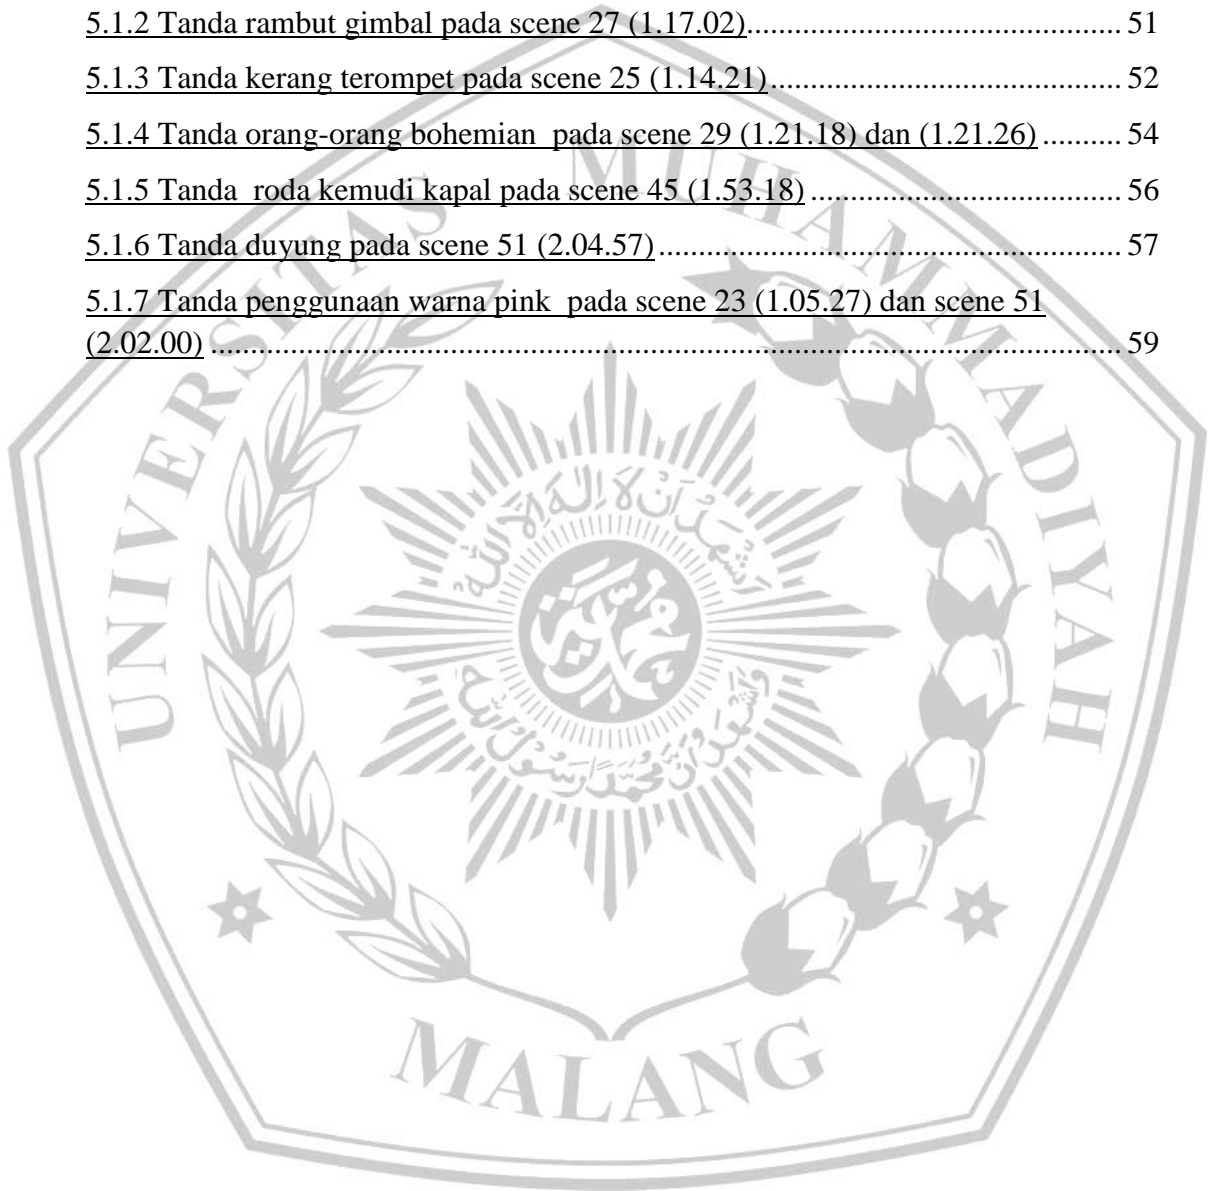 5.1.2 Tanda rambut gimbal pada scene 27 (1.17.02)............................................... 51
5.1.3 Tanda kerang terompet pada scene 25 (1.14.21)............................................ 52
5.1.4 Tanda orang-orang bohemian  pada scene 29 (1.21.18) dan (1.21.26).......... 54
5.1.5 Tanda  roda kemudi kapal pada scene 45 (1.53.18)....................................... 56
5.1.6 Tanda duyung pada scene 51 (2.04.57).......................................................... 57
5.1.7 Tanda penggunaan warna pink  pada scene 23 (1.05.27) dan scene 51
(2.02.00)................................................................................................................. 59
UNIVERSITAS MUHAMMADIYAH
MALANG